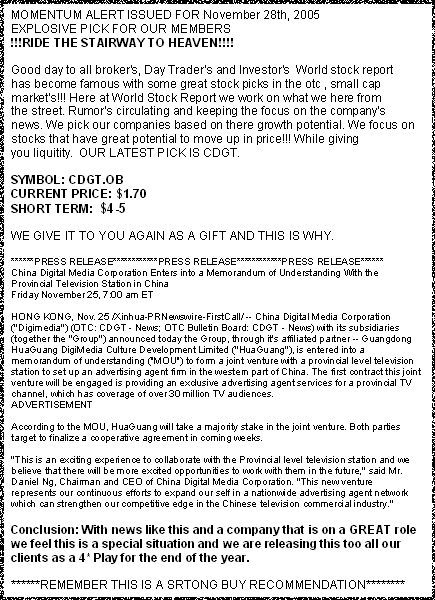 MOMENTUM ALERT ISSUED FOR November 28th, 2005
EXPLOSIVE PICK FOR OUR MEMBERS
!!!RIDE THE STAIRWAY TO HEAVEN!!!!
Good day to all broker's, Day Trader's and Investor's  World stock report
has become famous with some great stock picks in the otc , small cap
market's!!! Here at World Stock Report we work on what we here from
the street. Rumor's circulating and keeping the focus on the company's
news. We pick our companies based on there growth potential. We focus on
stocks that have great potential to move up in price!!! While giving
you liquitity.  OUR LATEST PICK IS CDGT.
SYMBOL: CDGT.OB
CURRENT PRICE: $1.70
SHORT TERM:  $4-5
WE GIVE IT TO YOU AGAIN AS A GIFT AND THIS IS WHY.
******PRESS RELEASE************PRESS RELEASE************PRESS RELEASE******
China Digital Media Corporation Enters into a Memorandum of Understanding With the
Provincial Television Station in China
Friday November 25, 7:00 am ET
HONG KONG, Nov. 25 /Xinhua-PRNewswire-FirstCall/ -- China Digital Media Corporation
("Digimedia") (OTC: CDGT - News; OTC Bulletin Board: CDGT - News) with its subsidiaries
(together the "Group") announced today the Group, through it's affiliated partner -- Guangdong
HuaGuang DigiMedia Culture Development Limited ("HuaGuang"), is entered into a
memorandum of understanding ("MOU") to form a joint venture with a provincial level television
station to set up an advertising agent firm in the western part of China. The first contract this joint
venture will be engaged is providing an exclusive advertising agent services for a provincial TV
channel, which has coverage of over 30 million TV audiences.
ADVERTISEMENT
According to the MOU, HuaGuang will take a majority stake in the joint venture. Both parties
target to finalize a cooperative agreement in coming weeks.
"This is an exciting experience to collaborate with the Provincial level television station and we
believe that there will be more excited opportunities to work with them in the future," said Mr.
Daniel Ng, Chairman and CEO of China Digital Media Corporation. "This new venture
represents our continuous efforts to expand our self in a nationwide advertising agent network
which can strengthen our competitive edge in the Chinese television commercial industry."
Conclusion: With news like this and a company that is on a GREAT role
we feel this is a special situation and we are releasing this too all our
clients as a 4* Play for the end of the year.
******REMEMBER THIS IS A SRTONG BUY RECOMMENDATION********